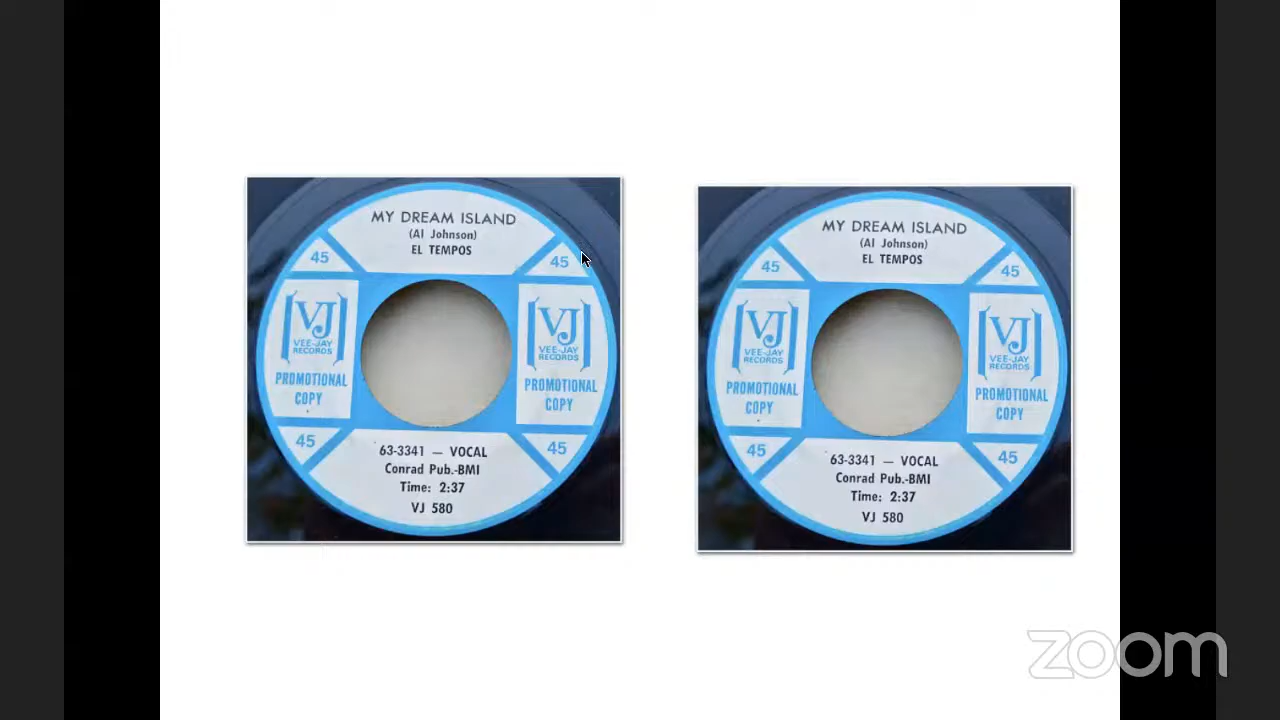 MY DREAM ISLAND
(Al Johnson)
EL TEMPOS
45
45
VJ
VEE-JAY
RECORDS
PROMOTIONAL
COPY
VJ
VEE-JAY
RECORDS
PROMOTIONAL
COPY
45
45
63-3341 — VOCAL
Conrad Pub.-BMI
Time: 2:37
VJ 580
MY DREAM ISLAND
(Al Johnson)
EL TEMPOS
45
45
VJ
VEE-JAY
RECORDS
PROMOTIONAL
COPY
VJ
VEE-JAY
RECORDS
PROMOTIONAL
COPY
45
45
63-3341 — VOCAL
Conrad Pub.-BMI
Time: 2:37
VJ 580
zoom